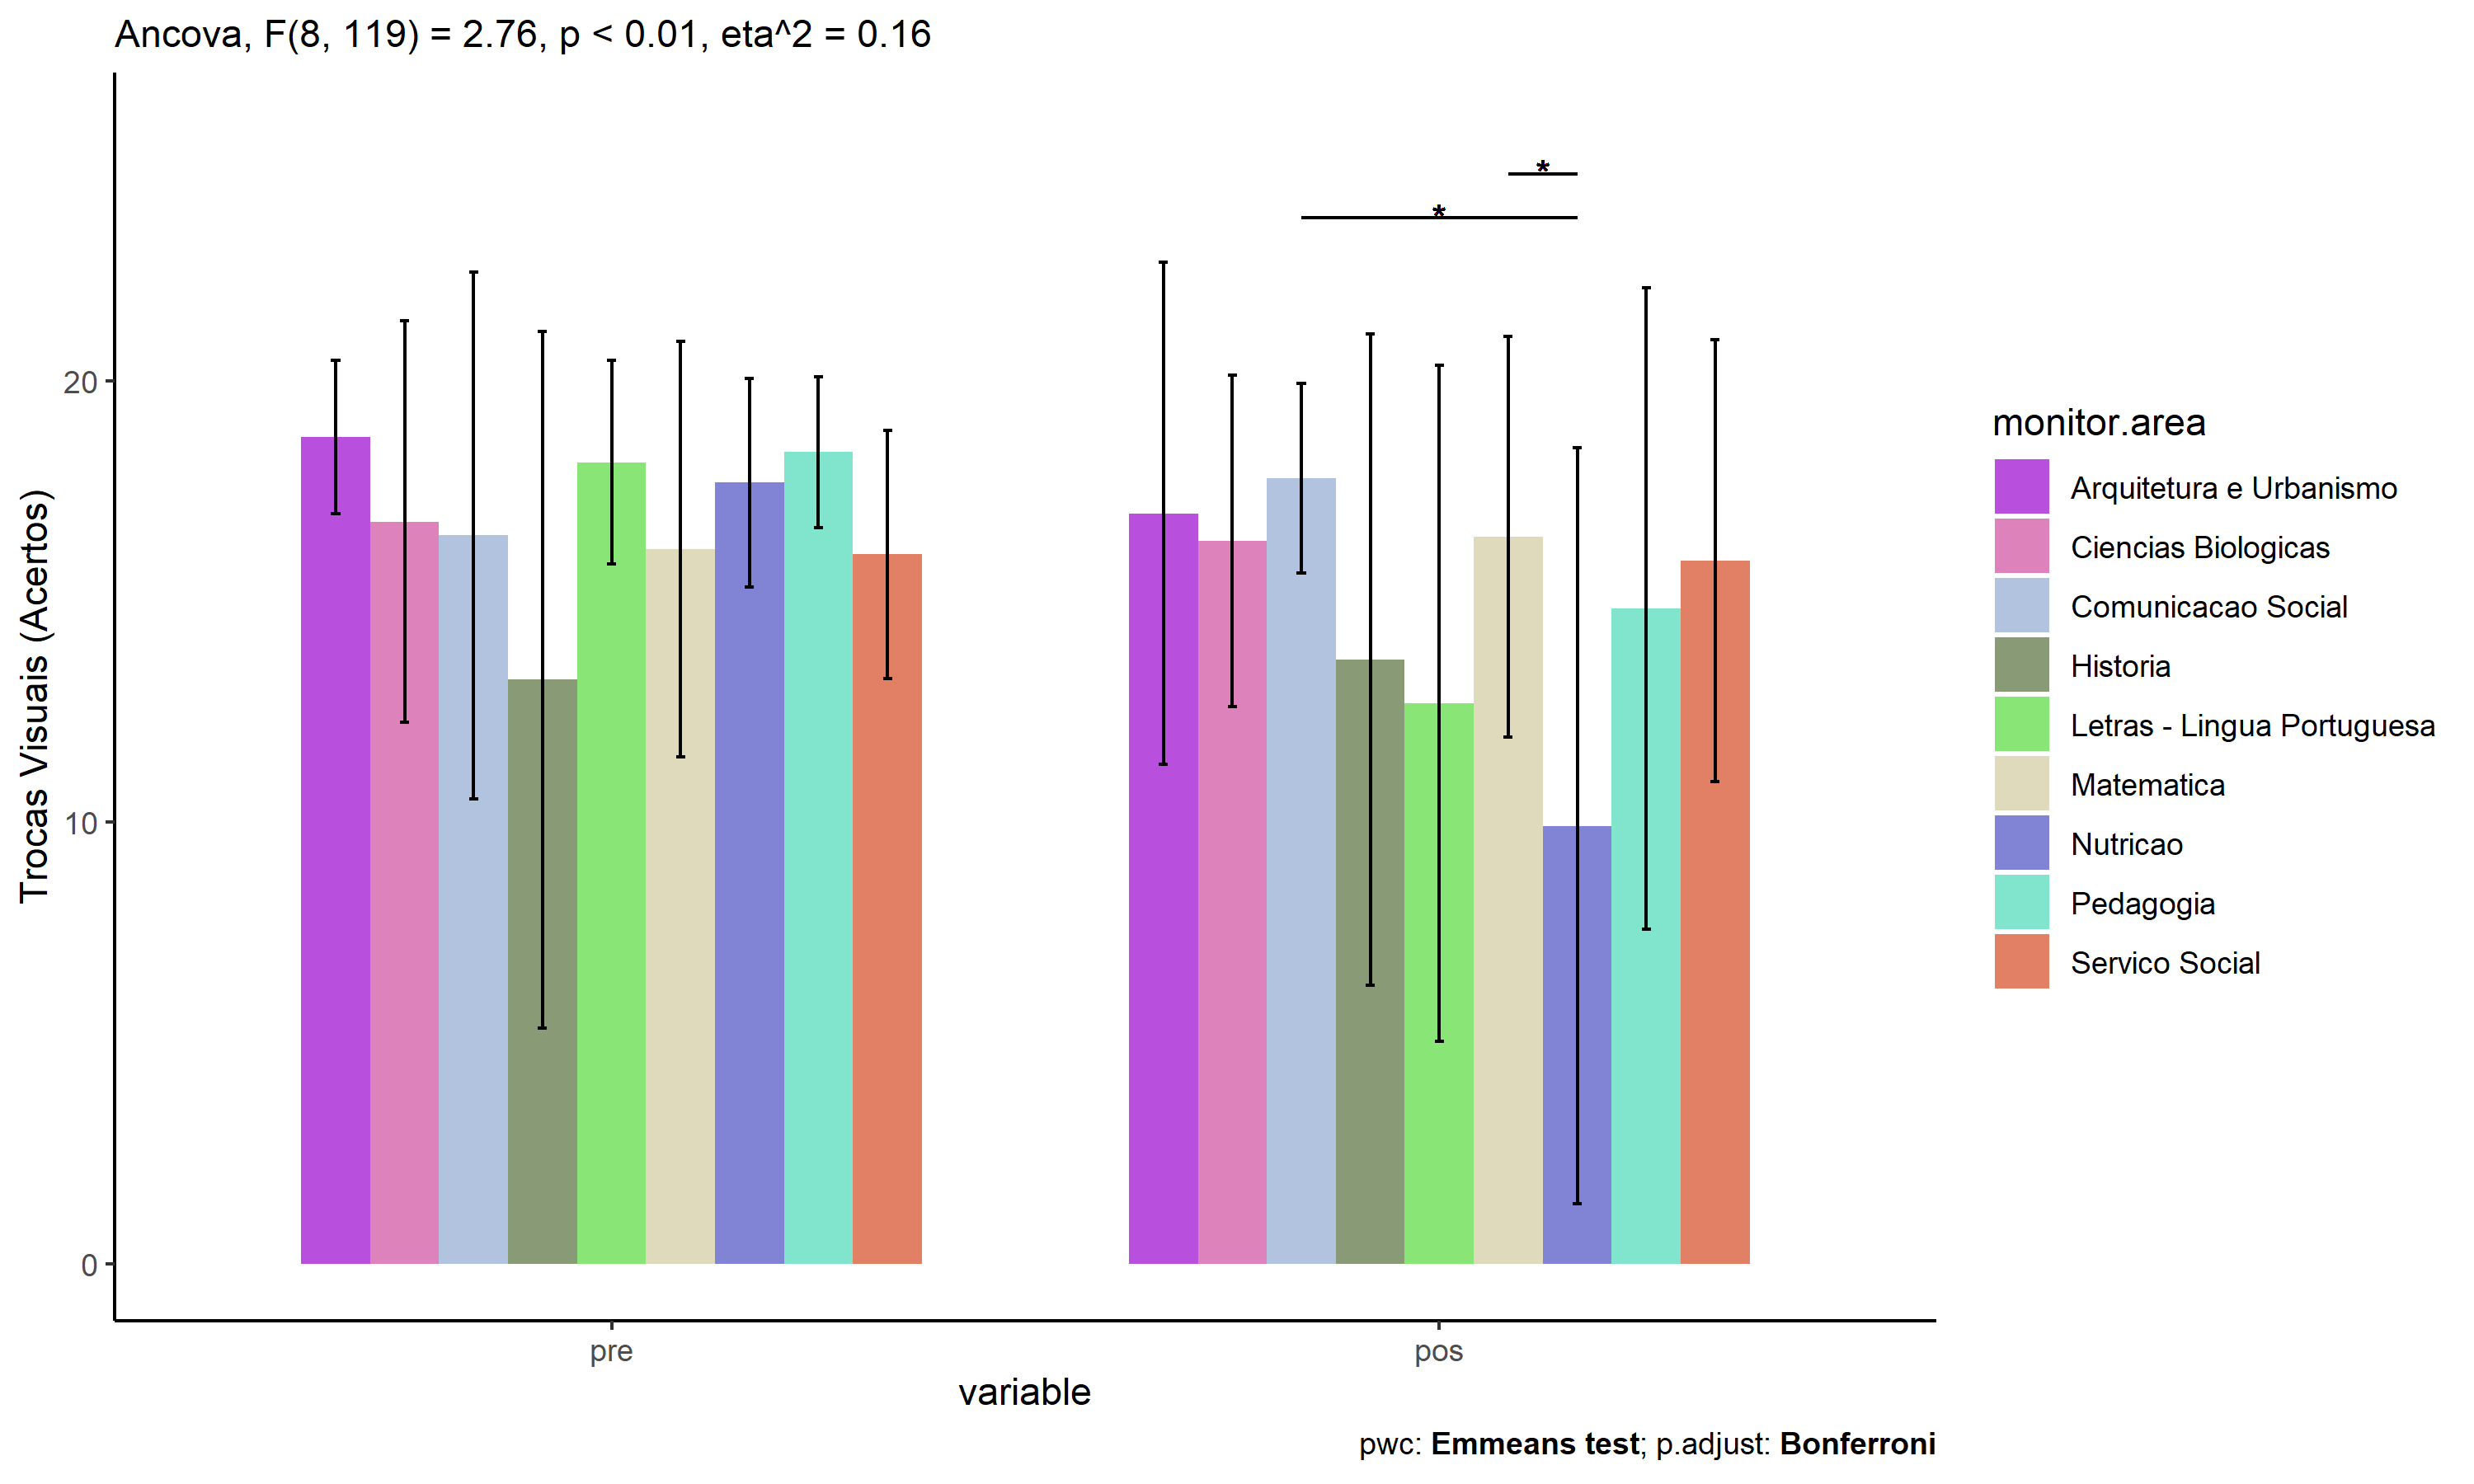 Ancova, F(8, 119) = 2.76, p < 0.01, eta^2 = 0.16
Trocas Visuais (Acertos)
20
10
0
*
*
pre
pos
variable
monitor.area
Arquitetura e Urbanismo
Ciencias Biologicas
Comunicacao Social
Historia
Letras - Lingua Portuguesa
Matematica
Nutricao
Pedagogia
Servico Social
pwc: Emmeans test; p.adjust: Bonferroni